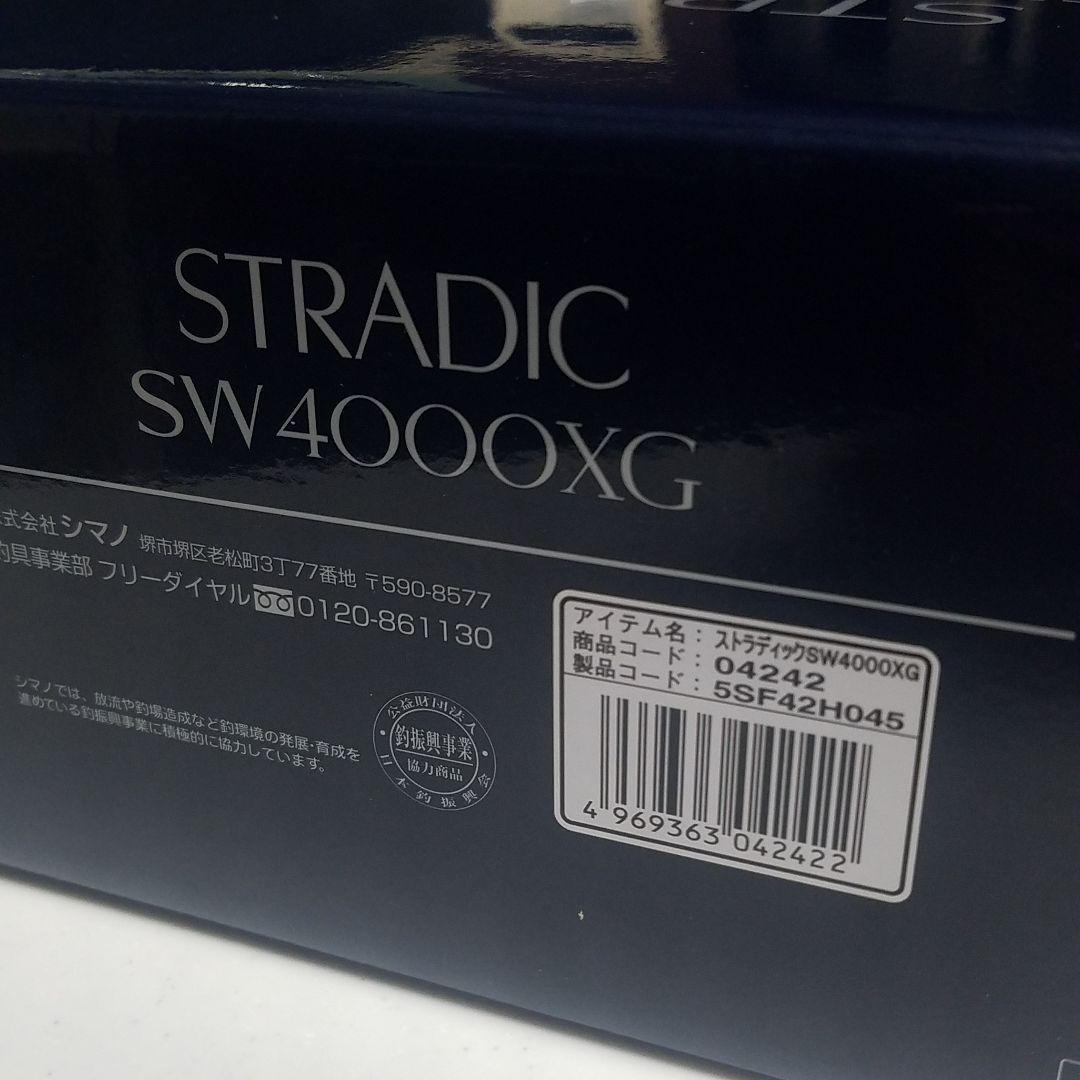 STRADIC
SW4000XG
式会社シマノ 堺市堺区老松町3丁77番地 〒590-8577
釣具事業部 フリーダイヤル 0120-861130
シマノでは、放流や釣場造成など釣環境の発展・育成を
進めている釣振興事業に積極的に協力しています。
公益財団法人
釣振興事業
協力商品
日本釣振興会
アイテム名：ストラディックSW4000XG
商品コード：04242
製品コード：5SF42H045
4 969363 042422